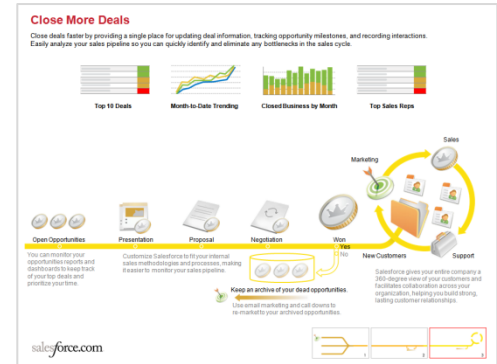 Close More Deals
Close deals faster by providing a single place for updating deal information, tracking opportunity milestones, and recording interactions.
Easily analyze your sales pipeline so you can quickly identify and eliminate any bottlenecks in the sales cycle.
Top 10 Deals
Month-to-Date Trending
Closed Business by Month
Top Sales Reps
Sales
Marketing
Open Opportunities
Presentation
Proposal
Negotiation
Won
Yes
No
New Customers
Support
You can monitor your
opportunities reports and
dashboards to keep track
of your top deals and
prioritize your time.
Customize Salesforce to fit your internal
sales methodologies and processes, making
it easier to monitor your sales pipeline.
Keep an archive of your dead opportunities.
Use email marketing and call downs to
re-market to your archived opportunities.
Salesforce gives your entire company a
360-degree view of your customers and
facilitates collaboration across your
organization, helping you build strong,
lasting customer relationships.
salesforce.com
1
2
3